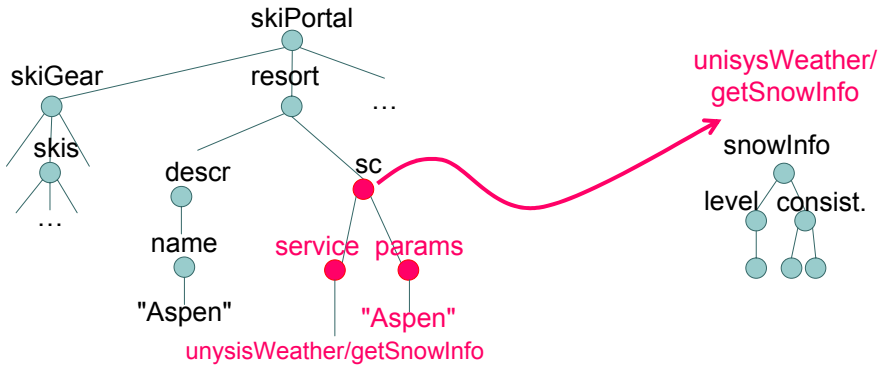 skiPortal
skiGear
resort
unisysWeather/
getSnowInfo
…
skis
descr
sc
snowInfo
level
consist.
…
name
service
params
"Aspen"
"Aspen"
unysisWeather/getSnowInfo